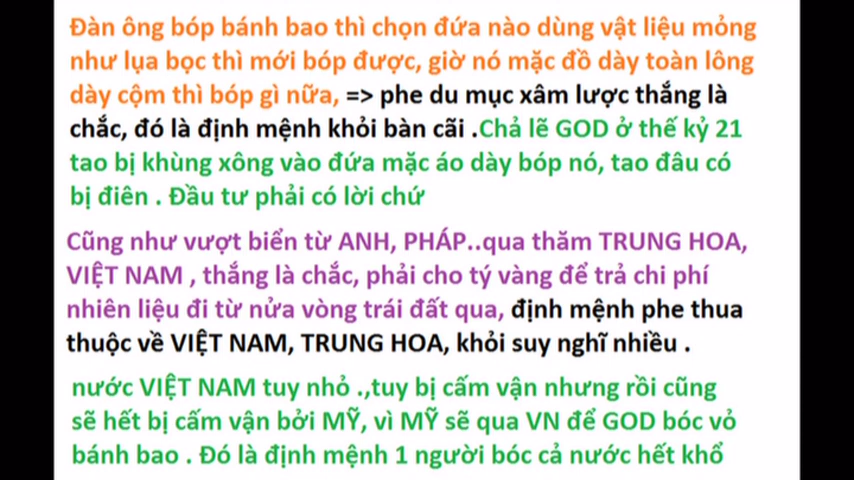 Đàn ông bóp bánh bao thì chọn đứa nào dùng vật liệu mỏng
như lụa bọc thì mới bóp được, giờ nó mặc đồ dày toàn lông
dày cộm thì bóp gì nữa, => phe du mục xâm lược thắng là
chắc, đó là định mệnh khỏi bàn cãi .Chả lẽ GOD ở thế kỷ 21
tao bị khùng xông vào đứa mặc áo dày bóp nó, tao đâu có
bị điên . Đầu tư phải có lời chứ
Cũng như vượt biển từ ANH, PHÁP..qua thăm TRUNG HOA,
VIỆT NAM , thắng là chắc, phải cho tý vàng để trả chi phí
nhiên liệu đi từ nửa vòng trái đất qua, định mệnh phe thua
thuộc về VIỆT NAM, TRUNG HOA, khỏi suy nghĩ nhiều .
nước VIỆT NAM tuy nhỏ .,tuy bị cấm vận nhưng rồi cũng
sẽ hết bị cấm vận bởi MỸ, vì MỸ sẽ qua VN để GOD bóc vỏ
bánh bao . Đó là định mệnh 1 người bóc cả nước hết khổ